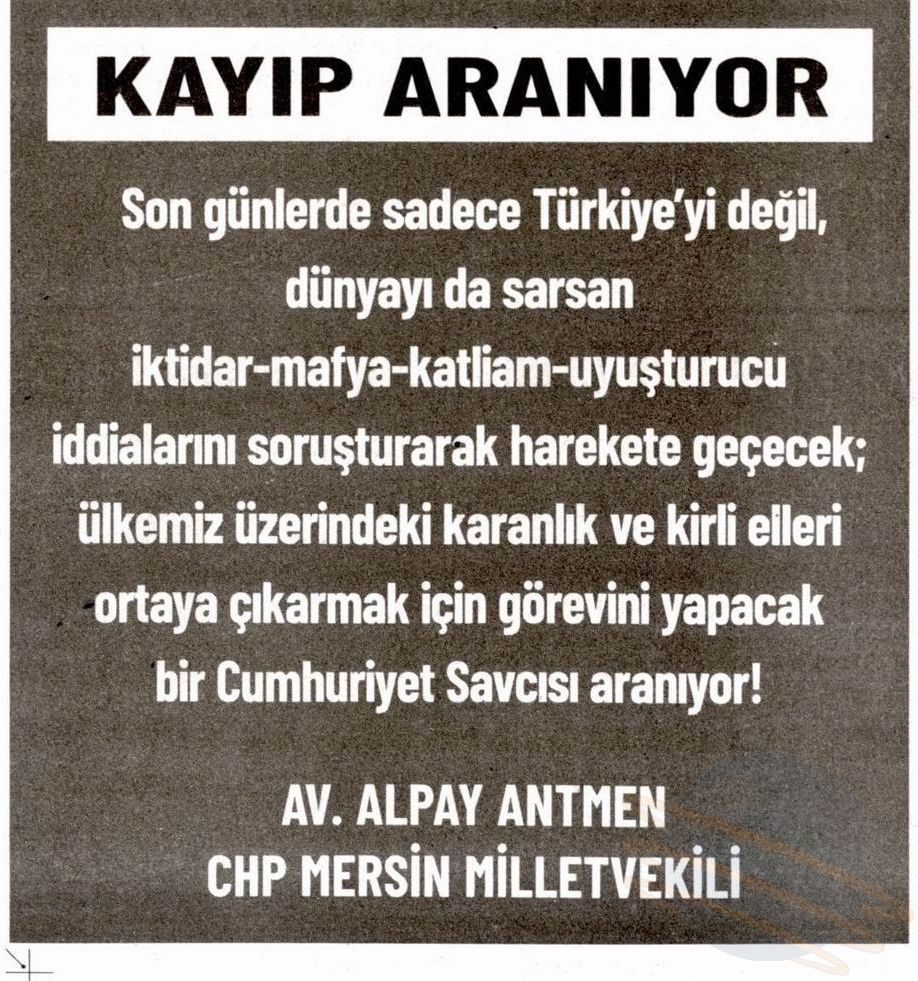 KAYIP ARANIYOR
Son günlerde sadece Türkiye'yi değil,
dünyayı da sarsan
iktidar-mafya-katliam-uyuşturucu
iddialarını soruşturarak harekete geçecek;
ülkemiz üzerindeki karanlık ve kirli elleri
ortaya çıkarmak için görevini yapacak
bir Cumhuriyet Savcısı aranıyor!
AV. ALPAY ANTMEN
CHP MERSİN MİLLETVEKİLİ